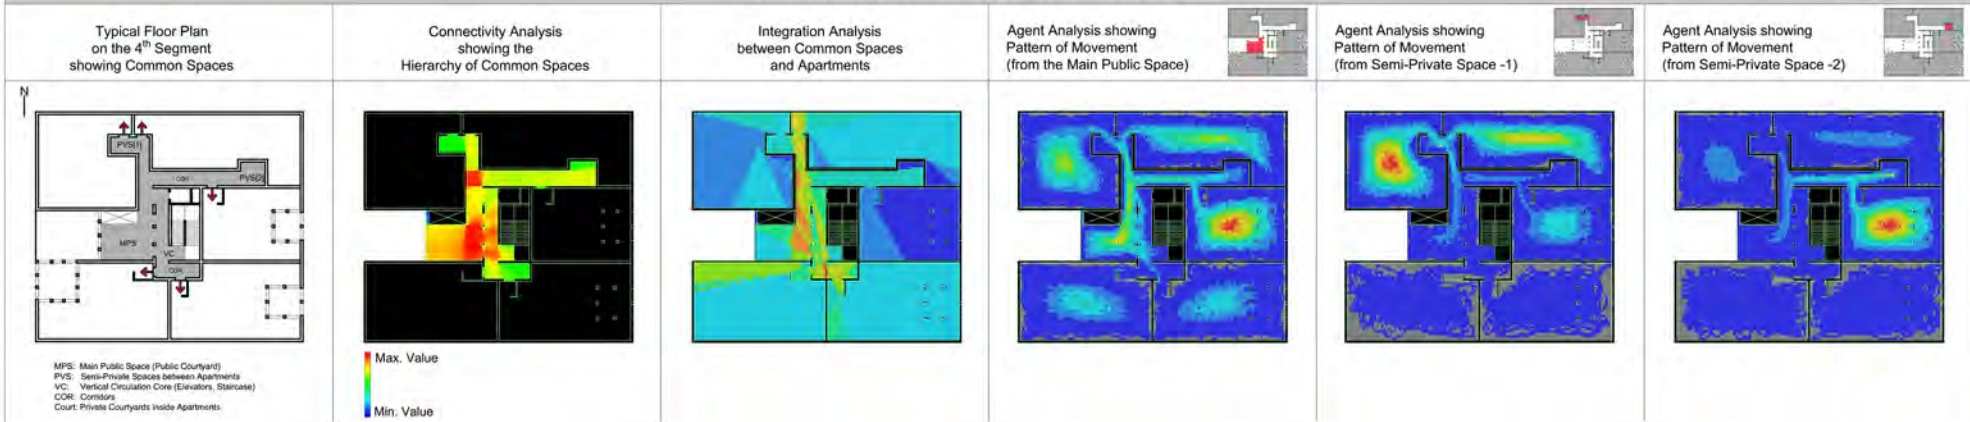 Typical Floor Plan
on the 4th Segment
showing Common Spaces
Connectivity Analysis
showing the
Hierarchy of Common Spaces
Integration Analysis
between Common Spaces
and Apartments
Agent Analysis showing
Pattern of Movement
(from the Main Public Space)
Agent Analysis showing
Pattern of Movement
(from Semi-Private Space -1)
Agent Analysis showing
Pattern of Movement
(from Semi-Private Space -2)
N
PVS(1)
COR
PVS(2)
MPS
VC
COR
MPS: Main Public Space (Public Courtyard)
PVS: Semi-Private Spaces between Apartments
VC: Vertical Circulation Core (Elevators, Staircase)
COR: Corridors
Court: Private Courtyards inside Apartments
Max. Value
Min. Value